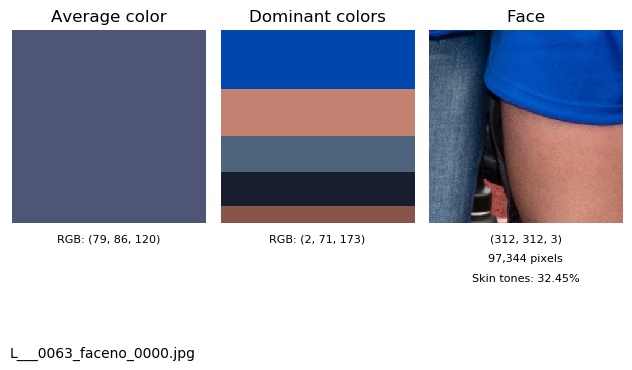 Average color
Dominant colors
Face
RGB: (79, 86, 120)
RGB: (2, 71, 173)
(312, 312, 3)
97,344 pixels
Skin tones: 32.45%
L___0063_faceno_0000.jpg